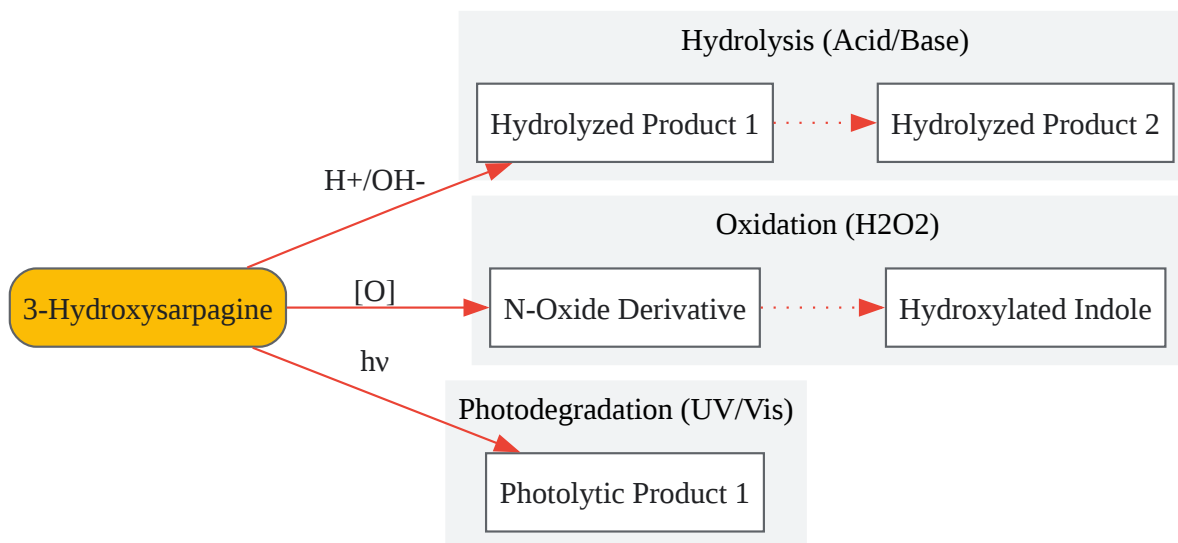 Hydrolysis (Acid/Base)
Hydrolyzed Product 1
Hydrolyzed Product 2
H+/OH-
Oxidation (H2O2)
3-Hydroxysarpagine
[O]
N-Oxide Derivative
Hydroxylated Indole
hν
Photodegradation (UV/Vis)
Photolytic Product 1